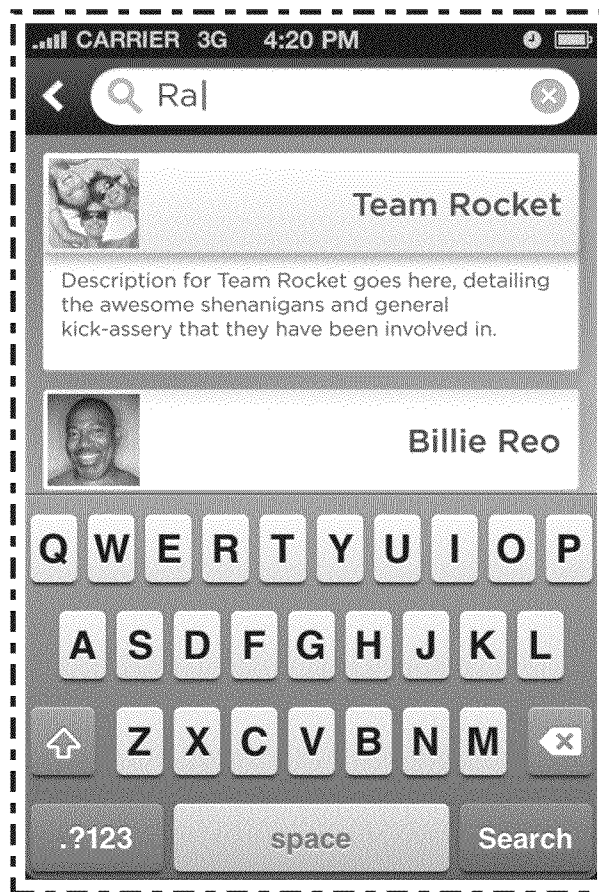 CARRIER 3G 4:20 PM
Ra
Team Rocket
Description for Team Rocket goes here, detailing
the awesome shenanigans and general
kick-assery that they have been involved in.
Billie Reo
Q W E R T Y U I O P
A S D F G H J K L
Z X C V B N M
.?123 space Search